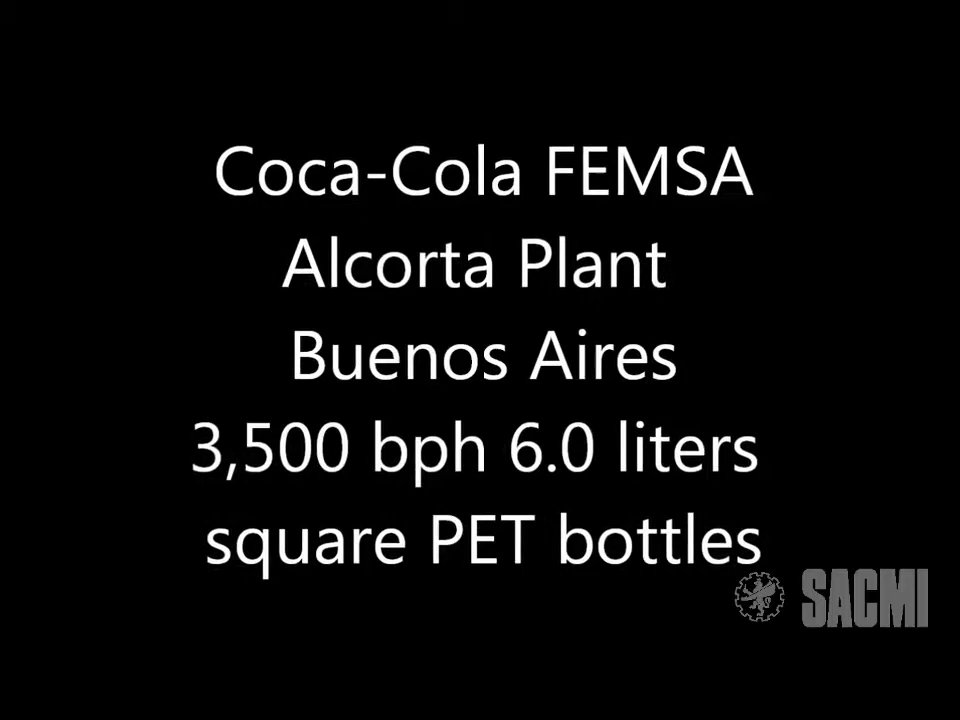 Coca-Cola FEMSA
Alcorta Plant
Buenos Aires
3,500 bph 6.0 liters
square PET bottles
SACMI